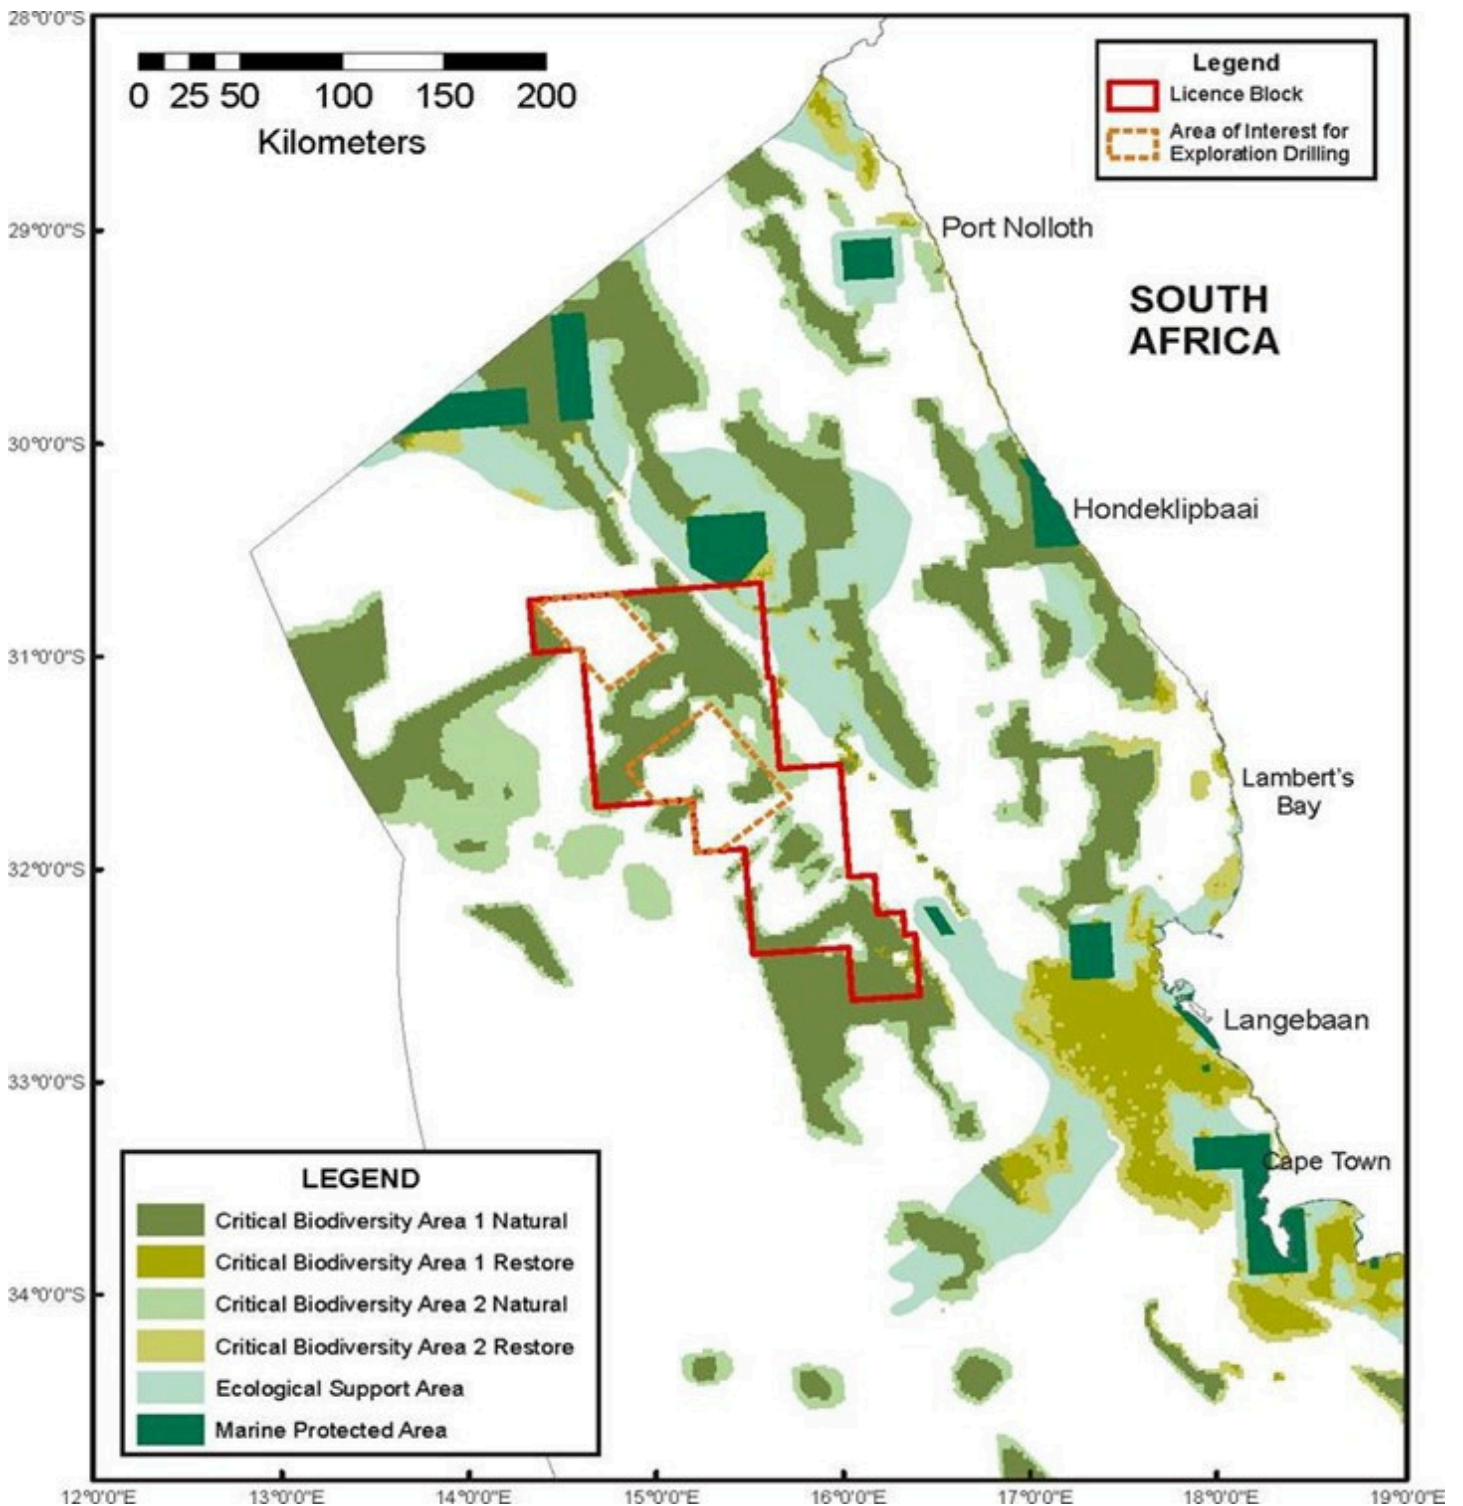 28°0'0"S
0 25 50 100 150 200
Kilometers
Legend
Licence Block
Area of Interest for
Exploration Drilling
29°0'0"S
Port Nolloth
SOUTH
AFRICA
30°0'0"S
Hondeklipbaai
31°0'0"S
Lambert's
Bay
32°0'0"S
Langebaan
33°0'0"S
Cape Town
LEGEND
Critical Biodiversity Area 1 Natural
Critical Biodiversity Area 1 Restore
Critical Biodiversity Area 2 Natural
Critical Biodiversity Area 2 Restore
Ecological Support Area
Marine Protected Area
34°0'0"S
12°0'0"E 13°0'0"E 14°0'0"E 15°0'0"E 16°0'0"E 17°0'0"E 18°0'0"E 19°0'0"E